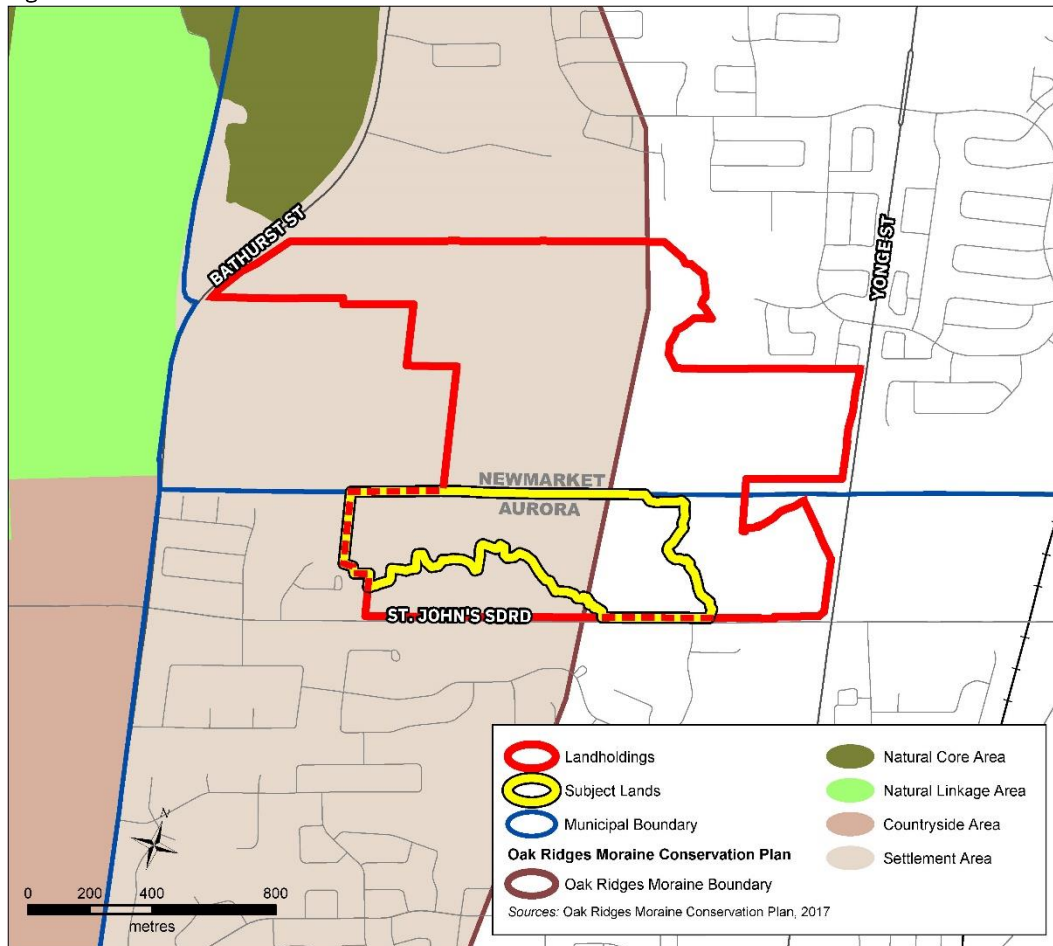 BATHURST ST
YONGE ST
NEWMARKET
AURORA
ST. JOHN'S SDRD
N
0 200 400 800
metres
Landholdings
Subject Lands
Municipal Boundary
Oak Ridges Moraine Conservation Plan
Oak Ridges Moraine Boundary
Sources: Oak Ridges Moraine Conservation Plan, 2017
Natural Core Area
Natural Linkage Area
Countryside Area
Settlement Area